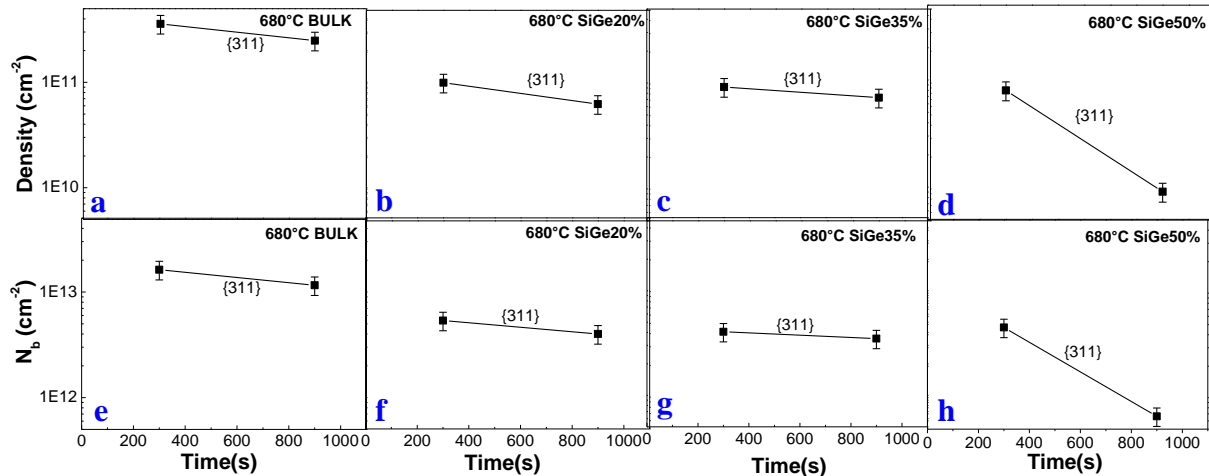 680°C BULK
680°C SiGe20%
680°C SiGe35%
680°C SiGe50%
{311}
{311}
{311}
{311}
Density (cm-2)
1E11
1E10
a
b
c
d
680°C BULK
680°C SiGe20%
680°C SiGe35%
680°C SiGe50%
{311}
{311}
{311}
{311}
Nb (cm-2)
1E13
1E12
e
f
g
h
0 200 400 600 800 1000
200 400 600 800 1000
200 400 600 800 1000
0 200 400 600 800 1000
Time(s)
Time(s)
Time(s)
Time(s)